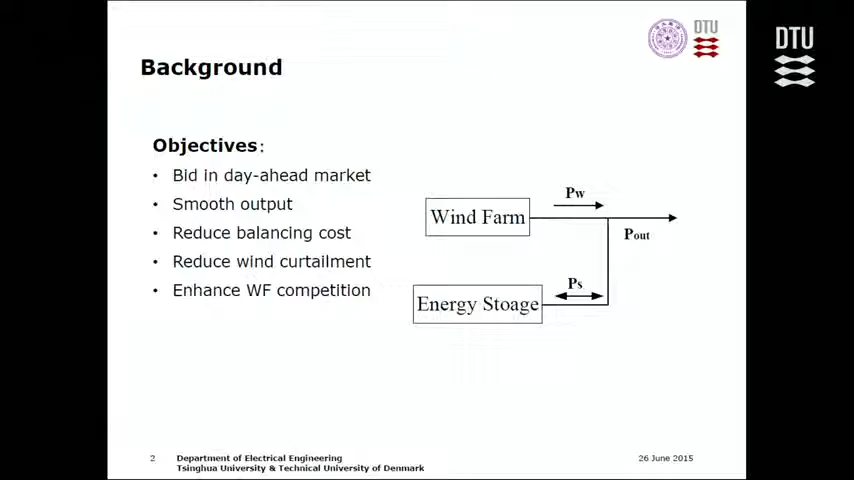 DTU
DTU
Background
Objectives:
• Bid in day-ahead market
• Smooth output
• Reduce balancing cost
• Reduce wind curtailment
• Enhance WF competition
Pw
Wind Farm
Pout
Ps
Energy Stoage
2 Department of Electrical Engineering 26 June 2015
Tsinghua University & Technical University of Denmark